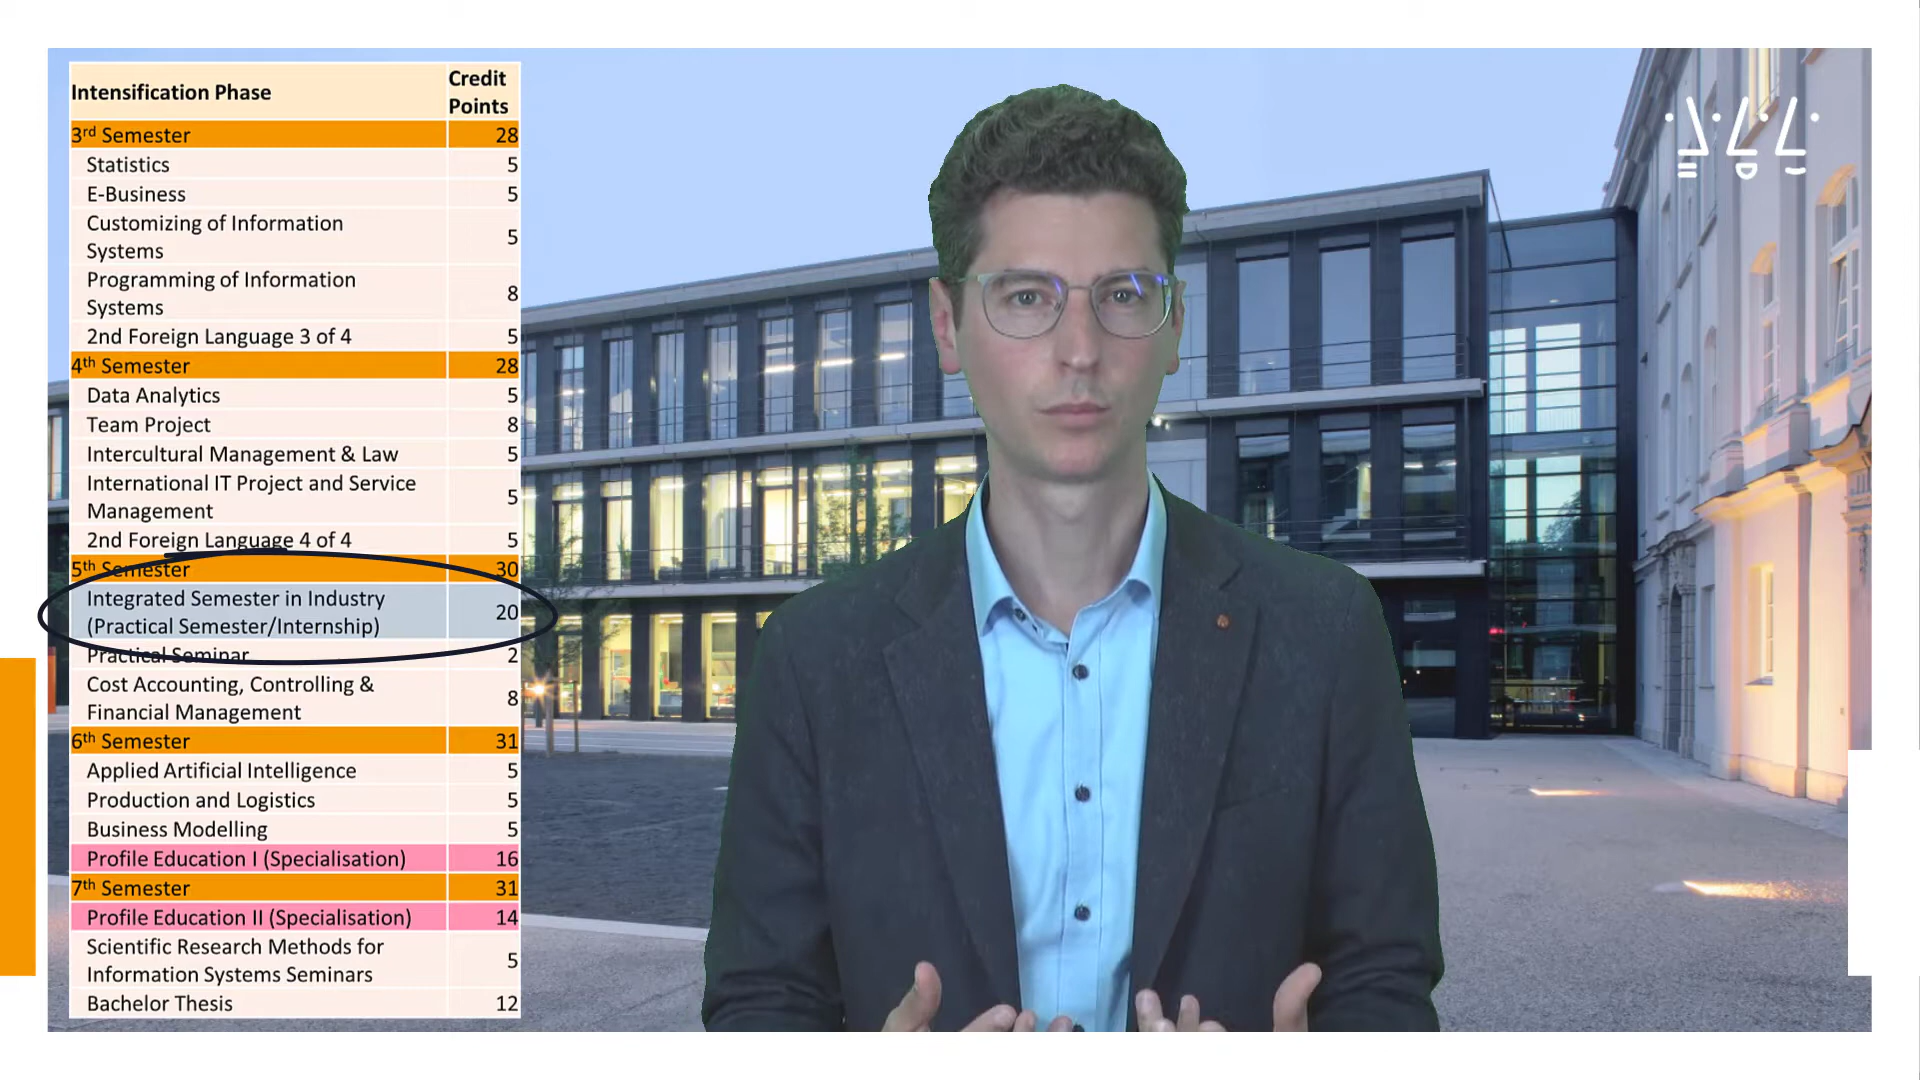 Intensification Phase Credit
Points
3rd Semester 28
Statistics 5
E-Business 5
Customizing of Information
Systems 5
Programming of Information
Systems 8
2nd Foreign Language 3 of 4 5
4th Semester 28
Data Analytics 5
Team Project 8
Intercultural Management & Law 5
International IT Project and Service
Management 5
2nd Foreign Language 4 of 4 5
5th Semester 30
Integrated Semester in Industry
(Practical Semester/Internship) 20
Practical Seminar 2
Cost Accounting, Controlling &
Financial Management 8
6th Semester 31
Applied Artificial Intelligence 5
Production and Logistics 5
Business Modelling 5
Profile Education I (Specialisation) 16
7th Semester 31
Profile Education II (Specialisation) 14
Scientific Research Methods for
Information Systems Seminars 5
Bachelor Thesis 12